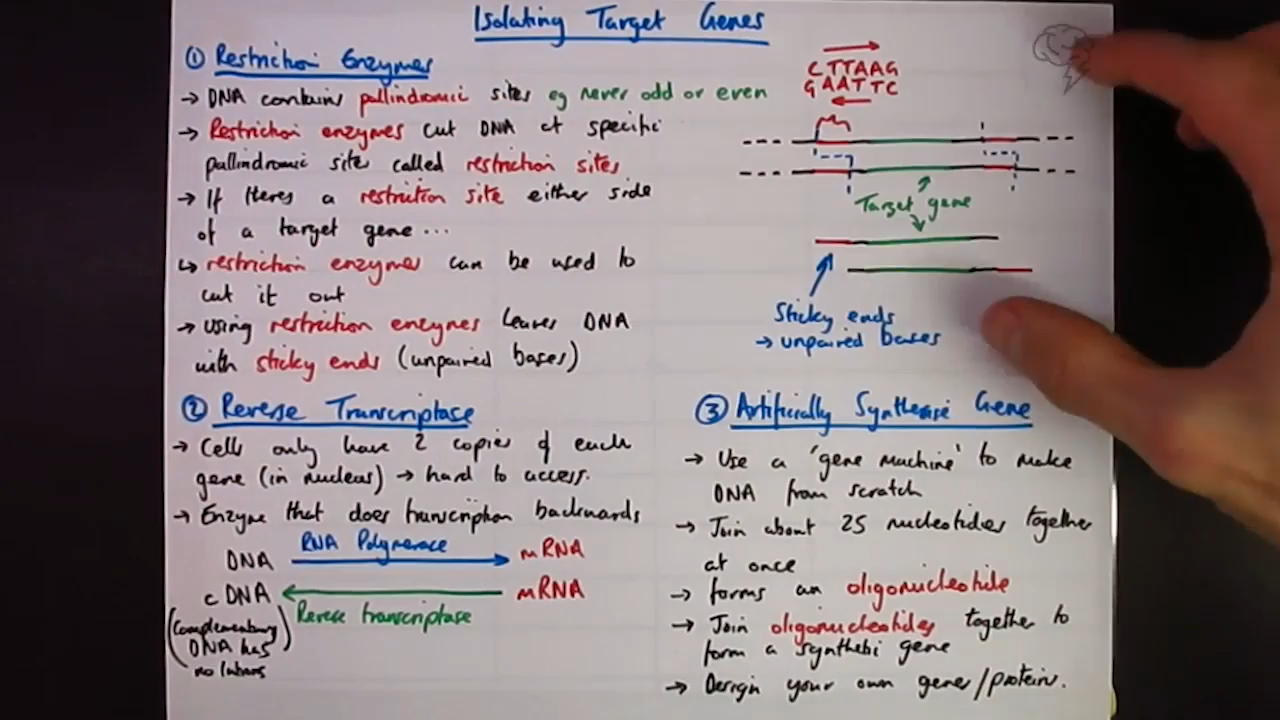 Isolating Target Genes
① Restriction Enzymes
→ DNA contains pallindromic sites eg never odd or even
→ Restriction enzymes cut DNA at specific
pallindromic site called restriction sites
→ If theres a restriction site either side
of a target gene ...
↳ restriction enzymes can be used to
cut it out
→ using restriction enzymes leaves DNA
with sticky ends (unpaired bases)
CTTAAG
GAATTC
Target gene
Sticky ends
→ unpaired bases
② Reverse Transcriptase
→ Cells only have 2 copies of each
gene (in nucleus) → hard to access.
→ Enzyme that does transcription backwards
DNA RNA Polymerace mRNA
cDNA Reverse transcriptase mRNA
(complementary
DNA has
no introns)
③ Artificially Synthesise Gene
→ Use a 'gene machine' to make
DNA from scratch
→ Join about 25 nucleotides together
at once
→ forms an oligonucleotide
→ Join oligonucleotides together to
form a synthetic gene
→ Design your own genes/proteins.